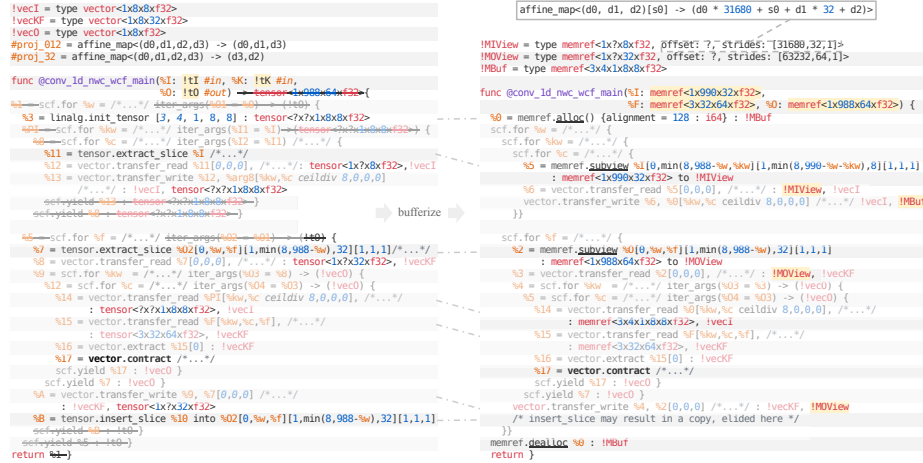 !vecI = type vector<1x8x8xf32>
!vecKF = type vector<1x8x32xf32>
!vecO = type vector<1x8x8xf32>
#proj_012 = affine_map<(d0,d1,d2,d3) -> (d0,d1,d3)
#proj_32 = affine_map<(d0,d1,d2,d3) -> (d3,d2)
func @conv_1d_nwc_wcf_main(%I: !tI #in, %K: !tK #in,
%O: !tO #out) -> tensor<1x988x64xf32>{
%1 = scf.for %w = /*...*/ iter_args(%O1 = %O) -> (!tO) {
%3 = linalg.init_tensor [3, 4, 1, 8, 8] : tensor<?x?x1x8x8xf32>
%PI = scf.for %kw = /*...*/ iter_args(%I1 = %I) ->(tensor<?x?x1x8x8xf32>) {
%8 = scf.for %c = /*...*/ iter_args(%I2 = %I1) /*...*/ {
%11 = tensor.extract_slice %I /*...*/
%12 = vector.transfer_read %11[0,0,0], /*...*/: tensor<1x?x8xf32>,!vecI
%13 = vector.transfer_write %12, %arg8[%kw,%c ceildiv 8,0,0,0]
/*...*/ : !vecI, tensor<?x?x1x8x8xf32>
scf.yield %13 : tensor<?x?x1x8x8xf32> }
scf.yield %8 : tensor<?x?x1x8x8xf32> }
%5 = scf.for %f = /*...*/ iter_args(%O2 = %O1) -> (!tO) {
%7 = tensor.extract_slice %O2[0,%w,%f][1,min(8,988-%w),32][1,1,1]/*...*/
%8 = vector.transfer_read %7[0,0,0], /*...*/ : tensor<1x?x32xf32>, !vecKF
%9 = scf.for %kw = /*...*/ iter_args(%O3 = %8) -> (!vecO) {
%12 = scf.for %c = /*...*/ iter_args(%O4 = %O3) -> (!vecO) {
%14 = vector.transfer_read %PI[%kw,%c ceildiv 8,0,0,0], /*...*/
: tensor<?x?x1x8x8xf32>, !vecI
%15 = vector.transfer_read %F[%kw,%c,%f], /*...*/
: tensor<3x32x64xf32>, !vecKF
%16 = vector.extract %15[0] : !vecKF
%17 = vector.contract /*...*/
scf.yield %17 : !vecO }
scf.yield %17 : !vecO }
%A = vector.transfer_write %9, %7[0,0,0] /*...*/
: !vecKF, tensor<1x?x32xf32>
%B = tensor.insert_slice %10 into %O2[0,%w,%f][1,min(8,988-%w),32][1,1,1]
scf.yield %B : !tO }
scf.yield %5 : !tO }
return %1 }
bufferize
affine_map<(d0, d1, d2)[s0] -> (d0 * 31680 + s0 + d1 * 32 + d2)>
!MIView = type memref<1x?x8xf32, offset: ?, strides: [31680,32,1]>
!MOView = type memref<1x?x32xf32, offset: ?, strides: [63232,64,1]>
!MBuf = type memref<3x4x1x8x8xf32>
func @conv_1d_nwc_wcf_main(%I: memref<1x990x32xf32>,
%F: memref<3x32x64xf32>, %O: memref<1x988x64xf32>) {
%0 = memref.alloc() {alignment = 128 : i64} : !MBuf
scf.for %w = /*...*/ {
scf.for %kw = /*...*/ {
scf.for %c = /*...*/ {
%5 = memref.subview %I[0,min(8,988-%w,%kw)[1,min(8,990-%w-%kw),8][1,1,1]
: memref<1x990x32xf32> to !MIView
%6 = vector.transfer_read %5[0,0,0], /*...*/ : !MIView, !vecI
vector.transfer_write %6, %0[%kw,%c ceildiv 8,0,0,0] /*...*/ !vecI, !MBuf
}}
scf.for %f = /*...*/ {
%2 = memref.subview %O[0,%w,%f][1,min(8,988-%w),32][1,1,1]
: memref<1x988x64xf32> to !MOView
%3 = vector.transfer_read %2[0,0,0], /*...*/ : !MOView, !vecKF
%4 = scf.for %kw = /*...*/ iter_args(%O3 = %3) -> (!vecO) {
%5 = scf.for %c = /*...*/ iter_args(%O4 = %O3) -> (!vecO) {
%14 = vector.transfer_read %0[%kw,%c ceildiv 8,0,0,0], /*...*/
: memref<3x4x1x8x8xf32>, !vecI
%15 = vector.transfer_read %F[%kw,%c,%f], /*...*/
: memref<3x32x64xf32>, !vecKF
%16 = vector.extract %15[0] : !vecKF
%17 = vector.contract /*...*/
scf.yield %17 : !vecO }
scf.yield %17 : !vecO }
vector.transfer_write %4, %2[0,0,0] /*...*/ : !vecKF, !MOView
/* insert_slice may result in a copy, elided here */
}}
memref.dealloc %0 : !MBuf
return }